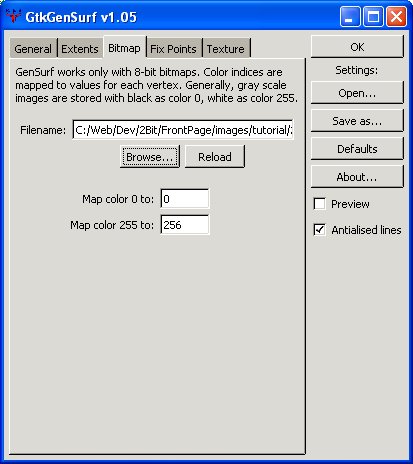 GtkGenSurf v1.05
General Extents Bitmap Fix Points Texture
GenSurf works only with 8-bit bitmaps. Color indices are
mapped to values for each vertex. Generally, gray scale
images are stored with black as color 0, white as color 255.
Filename: C:/Web/Dev/2Bit/FrontPage/images/tutorial/
Browse... Reload
Map color 0 to: 0
Map color 255 to: 256
OK
Settings:
Open...
Save as...
Defaults
About...
Preview
Antialised lines